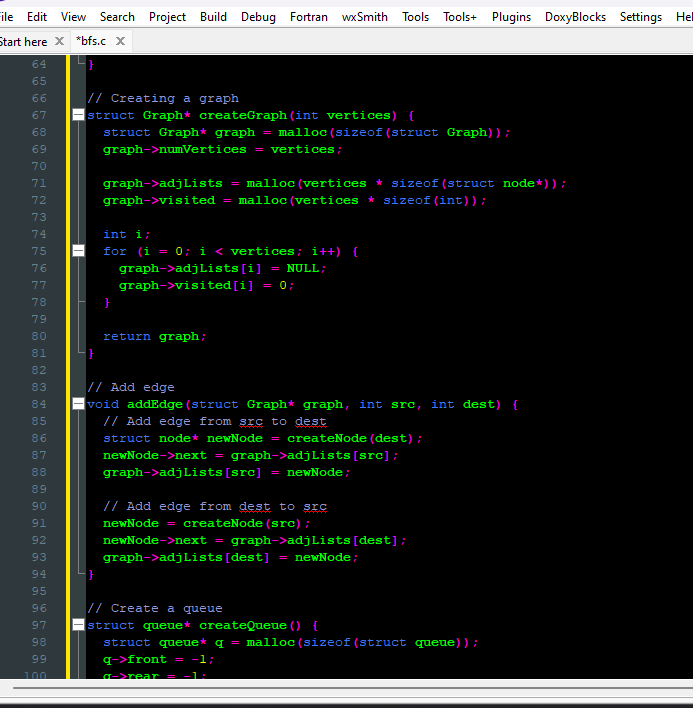 ile Edit View Search Project Build Debug Fortran wxSmith Tools Tools+ Plugins DoxyBlocks Settings Hel
Start here *bfs.c
64 }
65
66 // Creating a graph
67 struct Graph* createGraph(int vertices) {
68 struct Graph* graph = malloc(sizeof(struct Graph));
69 graph->numVertices = vertices;
70
71 graph->adjLists = malloc(vertices * sizeof(struct node*));
72 graph->visited = malloc(vertices * sizeof(int));
73
74 int i;
75 for (i = 0; i < vertices; i++) {
76 graph->adjLists[i] = NULL;
77 graph->visited[i] = 0;
78 }
79
80 return graph;
81 }
82
83 // Add edge
84 void addEdge(struct Graph* graph, int src, int dest) {
85 // Add edge from src to dest
86 struct node* newNode = createNode(dest);
87 newNode->next = graph->adjLists[src];
88 graph->adjLists[src] = newNode;
89
90 // Add edge from dest to src
91 newNode = createNode(src);
92 newNode->next = graph->adjLists[dest];
93 graph->adjLists[dest] = newNode;
94 }
95
96 // Create a queue
97 struct queue* createQueue() {
98 struct queue* q = malloc(sizeof(struct queue));
99 q->front = -1;
100 q->rear = -1;